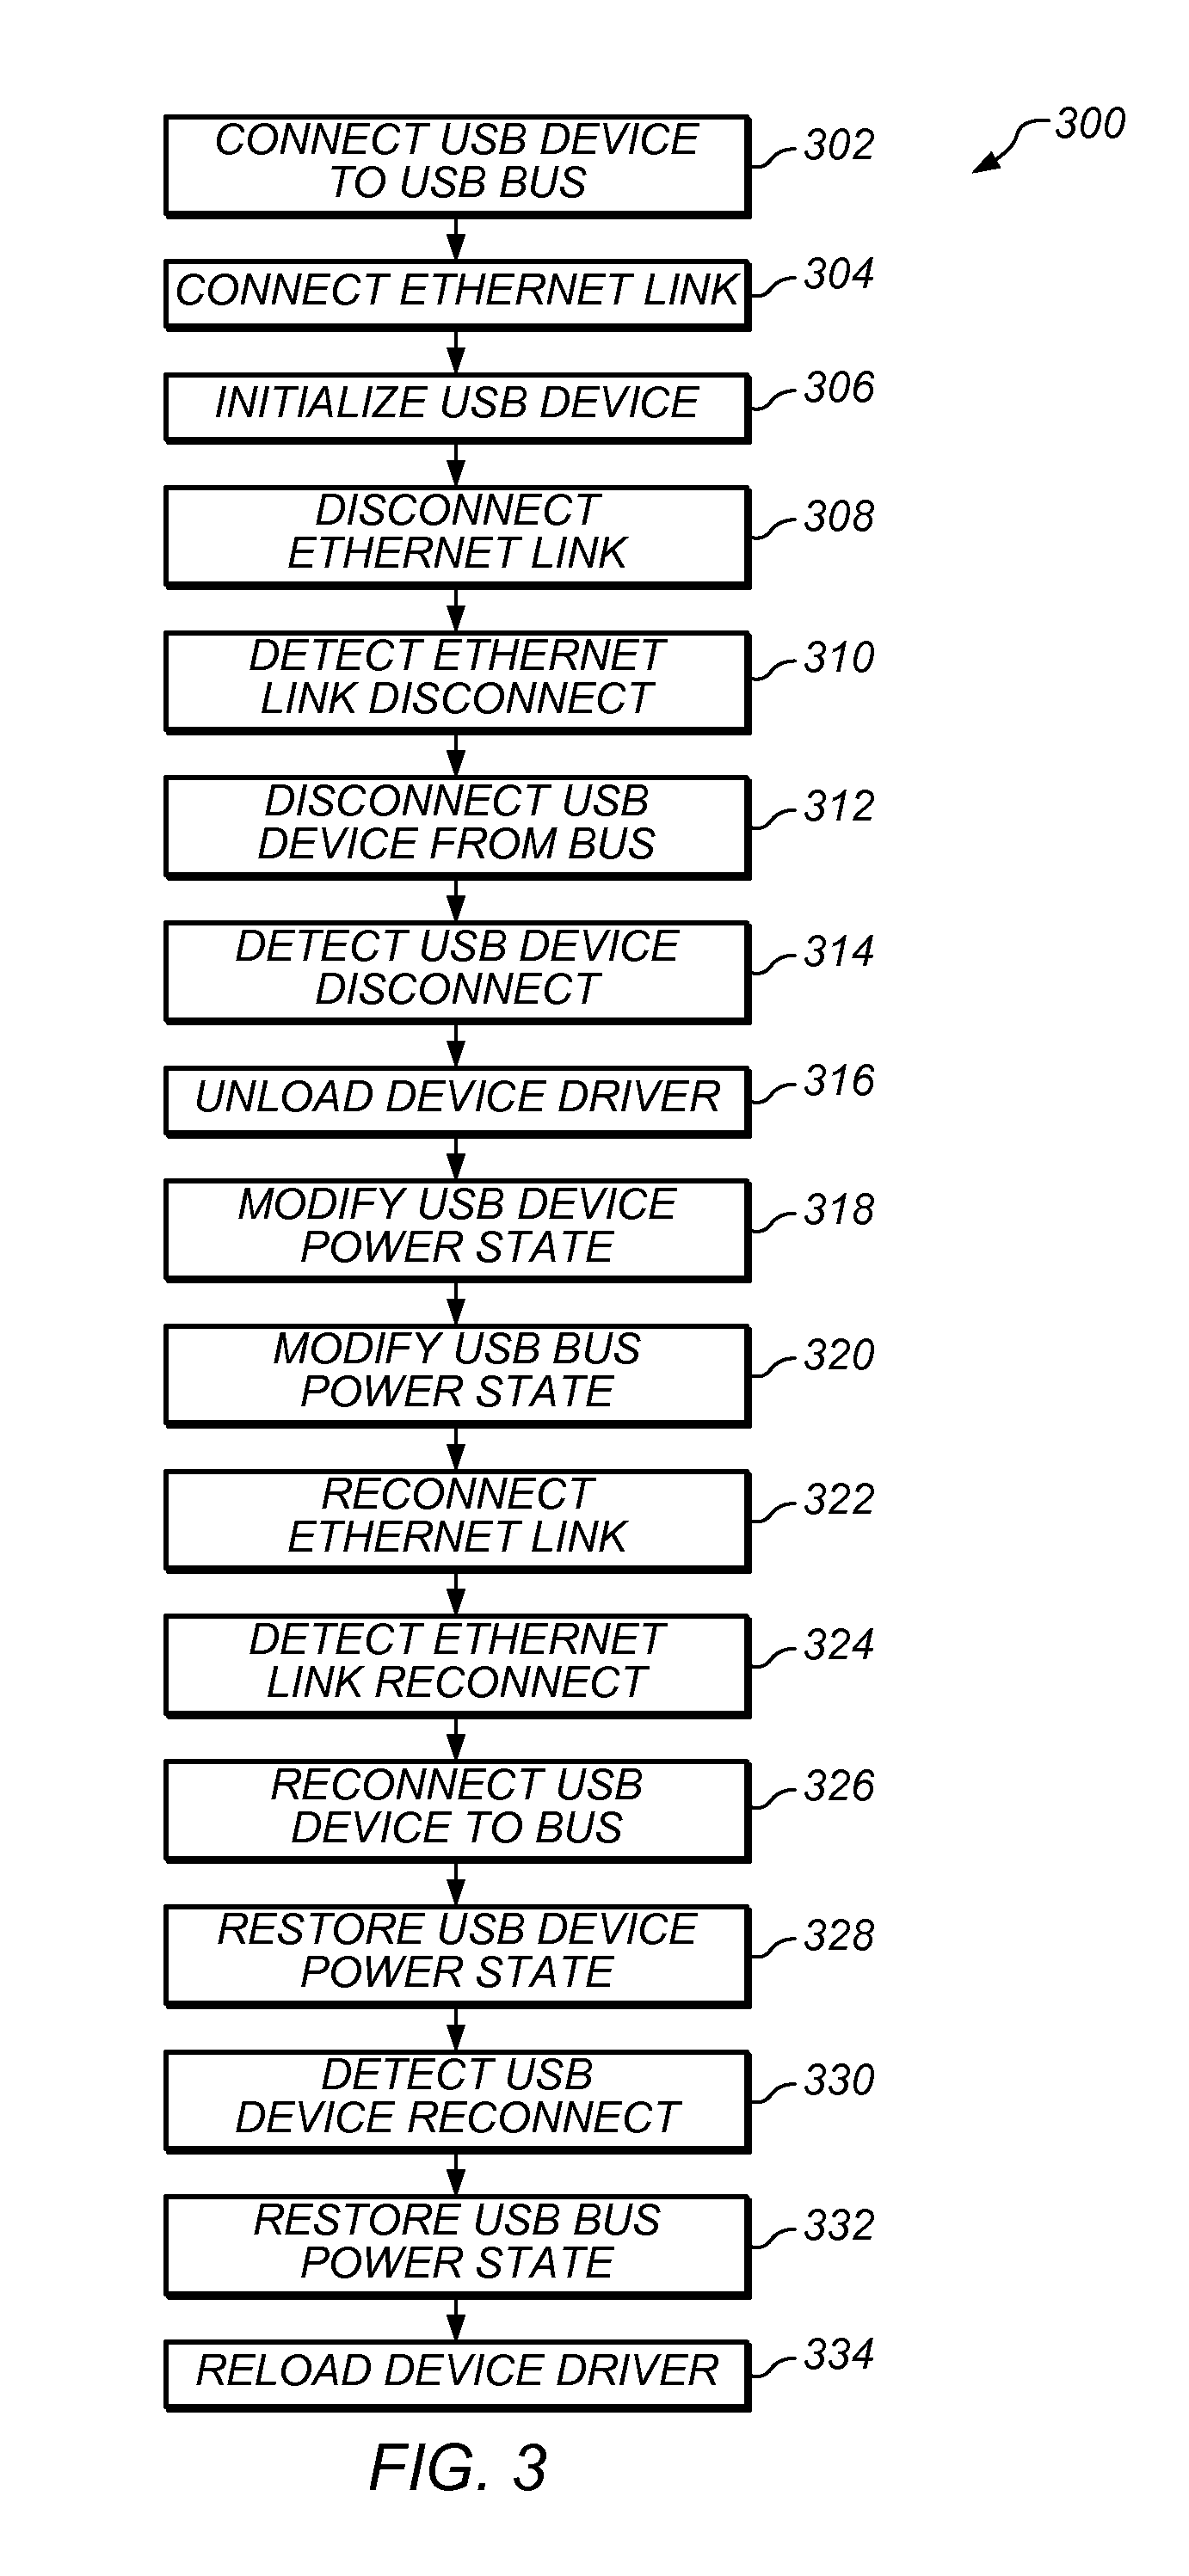 300
CONNECT USB DEVICE
TO USB BUS
302
CONNECT ETHERNET LINK
304
INITIALIZE USB DEVICE
306
DISCONNECT
ETHERNET LINK
308
DETECT ETHERNET
LINK DISCONNECT
310
DISCONNECT USB
DEVICE FROM BUS
312
DETECT USB DEVICE
DISCONNECT
314
UNLOAD DEVICE DRIVER
316
MODIFY USB DEVICE
POWER STATE
318
MODIFY USB BUS
POWER STATE
320
RECONNECT
ETHERNET LINK
322
DETECT ETHERNET
LINK RECONNECT
324
RECONNECT USB
DEVICE TO BUS
326
RESTORE USB DEVICE
POWER STATE
328
DETECT USB
DEVICE RECONNECT
330
RESTORE USB BUS
POWER STATE
332
RELOAD DEVICE DRIVER
334
FIG. 3